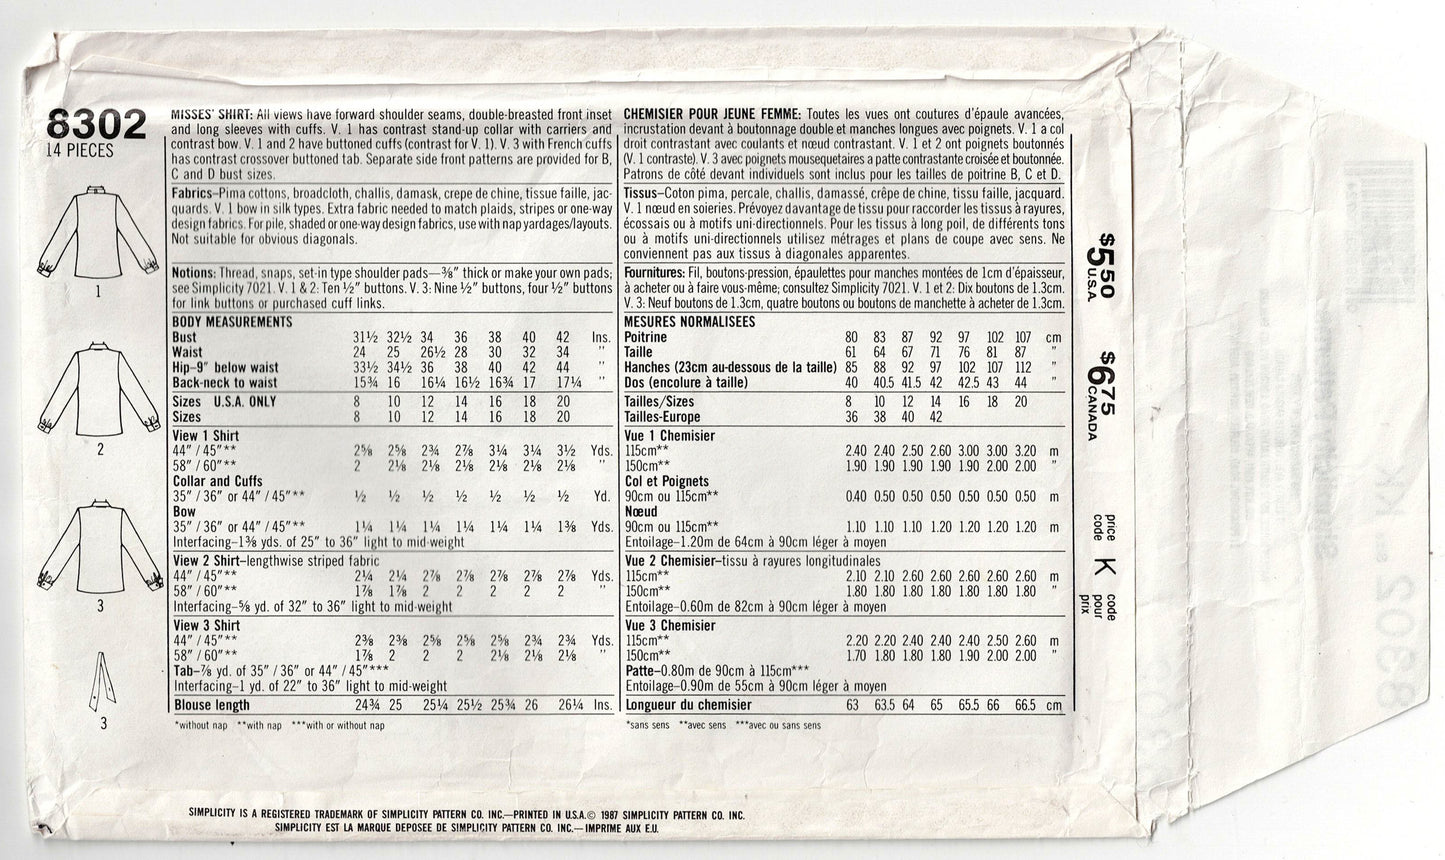 8302
14 PIECES
1
2
3
3
MISSES' SHIRT: All views have forward shoulder seams, double-breasted front inset
and long sleeves with cuffs. V. 1 has contrast stand-up collar with carriers and
contrast bow. V. 1 and 2 have buttoned cuffs (contrast for V. 1). V. 3 with French cuffs
has contrast crossover buttoned tab. Separate side front patterns are provided for B,
C and D bust sizes.
Fabrics–Pima cottons, broadcloth, challis, damask, crepe de chine, tissue faille, jac-
quards. V. 1 bow in silk types. Extra fabric needed to match plaids, stripes or one-way
design fabrics. For pile, shaded or one-way design fabrics, use with nap yardages/layouts.
Not suitable for obvious diagonals.
Notions: Thread, snaps, set-in type shoulder pads—⅜" thick or make your own pads;
see Simplicity 7021. V. 1 & 2: Ten ½" buttons. V. 3: Nine ½" buttons, four ½" buttons
for link buttons or purchased cuff links.
BODY MEASUREMENTS
Bust 31½ 32½ 34 36 38 40 42 Ins.
Waist 24 25 26½ 28 30 32 34 "
Hip–9" below waist 33½ 34½ 36 38 40 42 44 "
Back-neck to waist 15¾ 16 16¼ 16½ 16¾ 17 17¼ "
Sizes U.S.A. ONLY 8 10 12 14 16 18 20
Sizes 8 10 12 14 16 18 20
View 1 Shirt
44" / 45"** 2⅝ 2⅝ 2¾ 2⅞ 3¼ 3¼ 3½ Yds.
58" / 60"** 2 2⅛ 2⅛ 2⅛ 2⅛ 2⅛ 2⅛ "
Collar and Cuffs
35" / 36" or 44" / 45"** ½ ½ ½ ½ ½ ½ ½ Yd.
Bow
35" / 36" or 44" / 45"** 1¼ 1¼ 1¼ 1¼ 1¼ 1¼ 1⅜ Yds.
Interfacing–1⅜ yds. of 25" to 36" light to mid-weight
View 2 Shirt–lengthwise striped fabric
44" / 45"** 2¼ 2¼ 2⅞ 2⅞ 2⅞ 2⅞ 2⅞ Yds.
58" / 60"** 1⅞ 1⅞ 2 2 2 2 2 "
Interfacing–⅝ yd. of 32" to 36" light to mid-weight
View 3 Shirt
44" / 45"** 2⅜ 2⅜ 2⅝ 2⅝ 2⅝ 2¾ 2¾ Yds.
58" / 60"** 1⅞ 2 2 2 2⅛ 2⅛ 2⅛ "
Tab–⅞ yd. of 35" / 36" or 44" / 45"***
Interfacing–1 yd. of 22" to 36" light to mid-weight
Blouse length 24¾ 25 25¼ 25½ 25¾ 26 26¼ Ins.
*without nap **with nap ***with or without nap
CHEMISIER POUR JEUNE FEMME: Toutes les vues ont coutures d'épaule avancées,
incrustation devant à boutonnage double et manches longues avec poignets. V. 1 a col
droit contrastant avec coulants et nœud contrastant. V. 1 et 2 ont poignets boutonnés
(V. 1 contraste). V. 3 avec poignets mousequetaires a patte contrastante croisée et boutonnée.
Patrons de côté devant individuels sont inclus pour les tailles de poitrine B, C et D.
Tissus–Coton pima, percale, challis, damassé, crêpe de chine, tissu faille, jacquard.
V. 1 nœud en soieries. Prévoyez davantage de tissu pour raccorder les tissus à rayures,
écossais ou à motifs uni-directionnels. Pour les tissus à long poil, de différents tons
ou à motifs uni-directionnels utilisez métrages et plans de coupe avec sens. Ne
conviennent pas aux tissus à diagonales apparentes.
Fournitures: Fil, boutons-pression, épaulettes pour manches montées de 1cm d'épaisseur,
à acheter ou à faire vous-même; consultez Simplicity 7021. V. 1 et 2: Dix boutons de 1.3cm.
V. 3: Neuf boutons de 1.3cm, quatre boutons ou boutons de manchette à acheter de 1.3cm.
MESURES NORMALISEES
Poitrine 80 83 87 92 97 102 107 cm
Taille 61 64 67 71 76 81 87 "
Hanches (23cm au-dessous de la taille) 85 88 92 97 102 107 112 "
Dos (encolure à taille) 40 40.5 41.5 42 42.5 43 44 "
Tailles/Sizes 8 10 12 14 16 18 20
Tailles-Europe 36 38 40 42
Vue 1 Chemisier
115cm** 2.40 2.40 2.50 2.60 3.00 3.00 3.20 m
150cm** 1.90 1.90 1.90 1.90 1.90 2.00 2.00 "
Col et Poignets
90cm ou 115cm** 0.40 0.50 0.50 0.50 0.50 0.50 0.50 m
Nœud
90cm ou 115cm** 1.10 1.10 1.10 1.20 1.20 1.20 1.20 m
Entoilage–1.20m de 64cm à 90cm léger à moyen
Vue 2 Chemisier–tissu à rayures longitudinales
115cm** 2.10 2.10 2.60 2.60 2.60 2.60 2.60 m
150cm** 1.80 1.80 1.80 1.80 1.80 1.80 1.80 "
Entoilage–0.60m de 82cm à 90cm léger à moyen
Vue 3 Chemisier
115cm** 2.20 2.20 2.40 2.40 2.40 2.50 2.60 m
150cm** 1.70 1.80 1.80 1.80 1.90 2.00 2.00 "
Patte–0.80m de 90cm à 115cm***
Entoilage–0.90m de 55cm à 90cm léger à moyen
Longueur du chemisier 63 63.5 64 65 65.5 66 66.5 cm
*sans sens **avec sens ***avec ou sans sens
$5.50 U.S.A.
$6.75 CANADA
price code K code pour prix
SIMPLICITY IS A REGISTERED TRADEMARK OF SIMPLICITY PATTERN CO. INC.—PRINTED IN U.S.A.© 1987 SIMPLICITY PATTERN CO. INC.
SIMPLICITY EST LA MARQUE DEPOSEE DE SIMPLICITY PATTERN CO. INC.—IMPRIME AUX E.U.